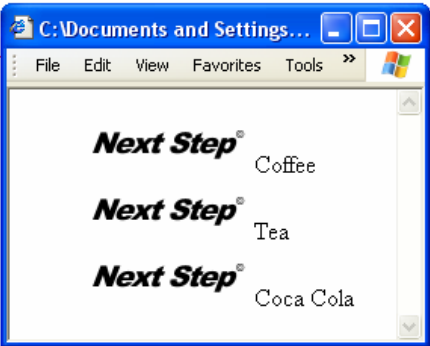 C:\Documents and Settings...
File Edit View Favorites Tools »
Next Step© Coffee
Next Step© Tea
Next Step© Coca Cola